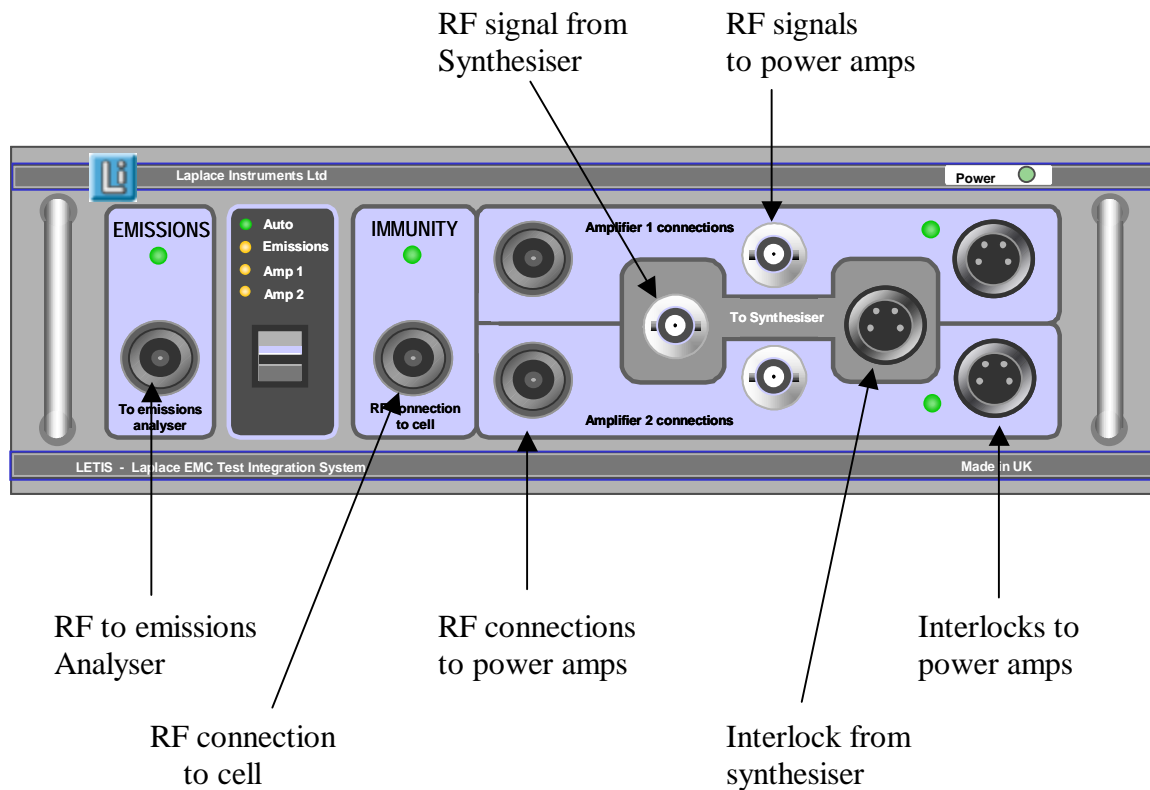 RF signal from
Synthesiser
RF signals
to power amps
Li
Laplace Instruments Ltd
Power
EMISSIONS
Auto
Emissions
Amp 1
Amp 2
IMMUNITY
Amplifier 1 connections
To Synthesiser
To emissions
analyser
RF connection
to cell
Amplifier 2 connections
LETIS - Laplace EMC Test Integration System
Made in UK
RF to emissions
Analyser
RF connections
to power amps
Interlocks to
power amps
RF connection
to cell
Interlock from
synthesiser